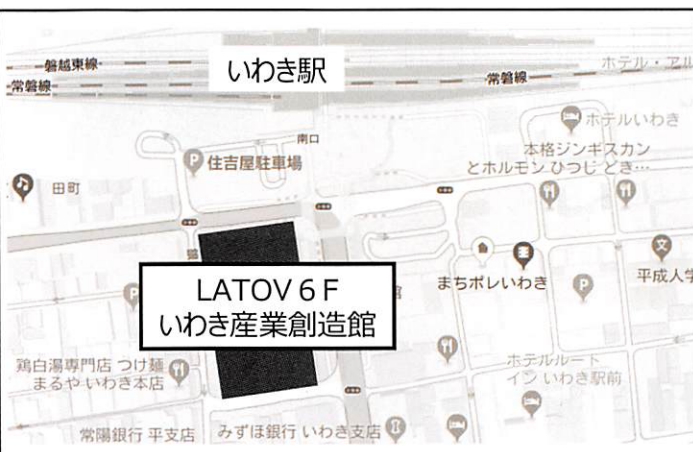 磐越東線
いわき駅
ホテル・アル
常磐線
常磐線
ホテルいわき
南口
本格ジンギスカン
とホルモン ひつじ どき…
住吉屋駐車場
田町
LATOV 6 F
いわき産業創造館
館
まちポレいわき
平成人学
鶏白湯専門店 つけ麺
まるや いわき本店
ホテルルート
イン いわき駅前
常陽銀行 平支店
みずほ銀行 いわき支店